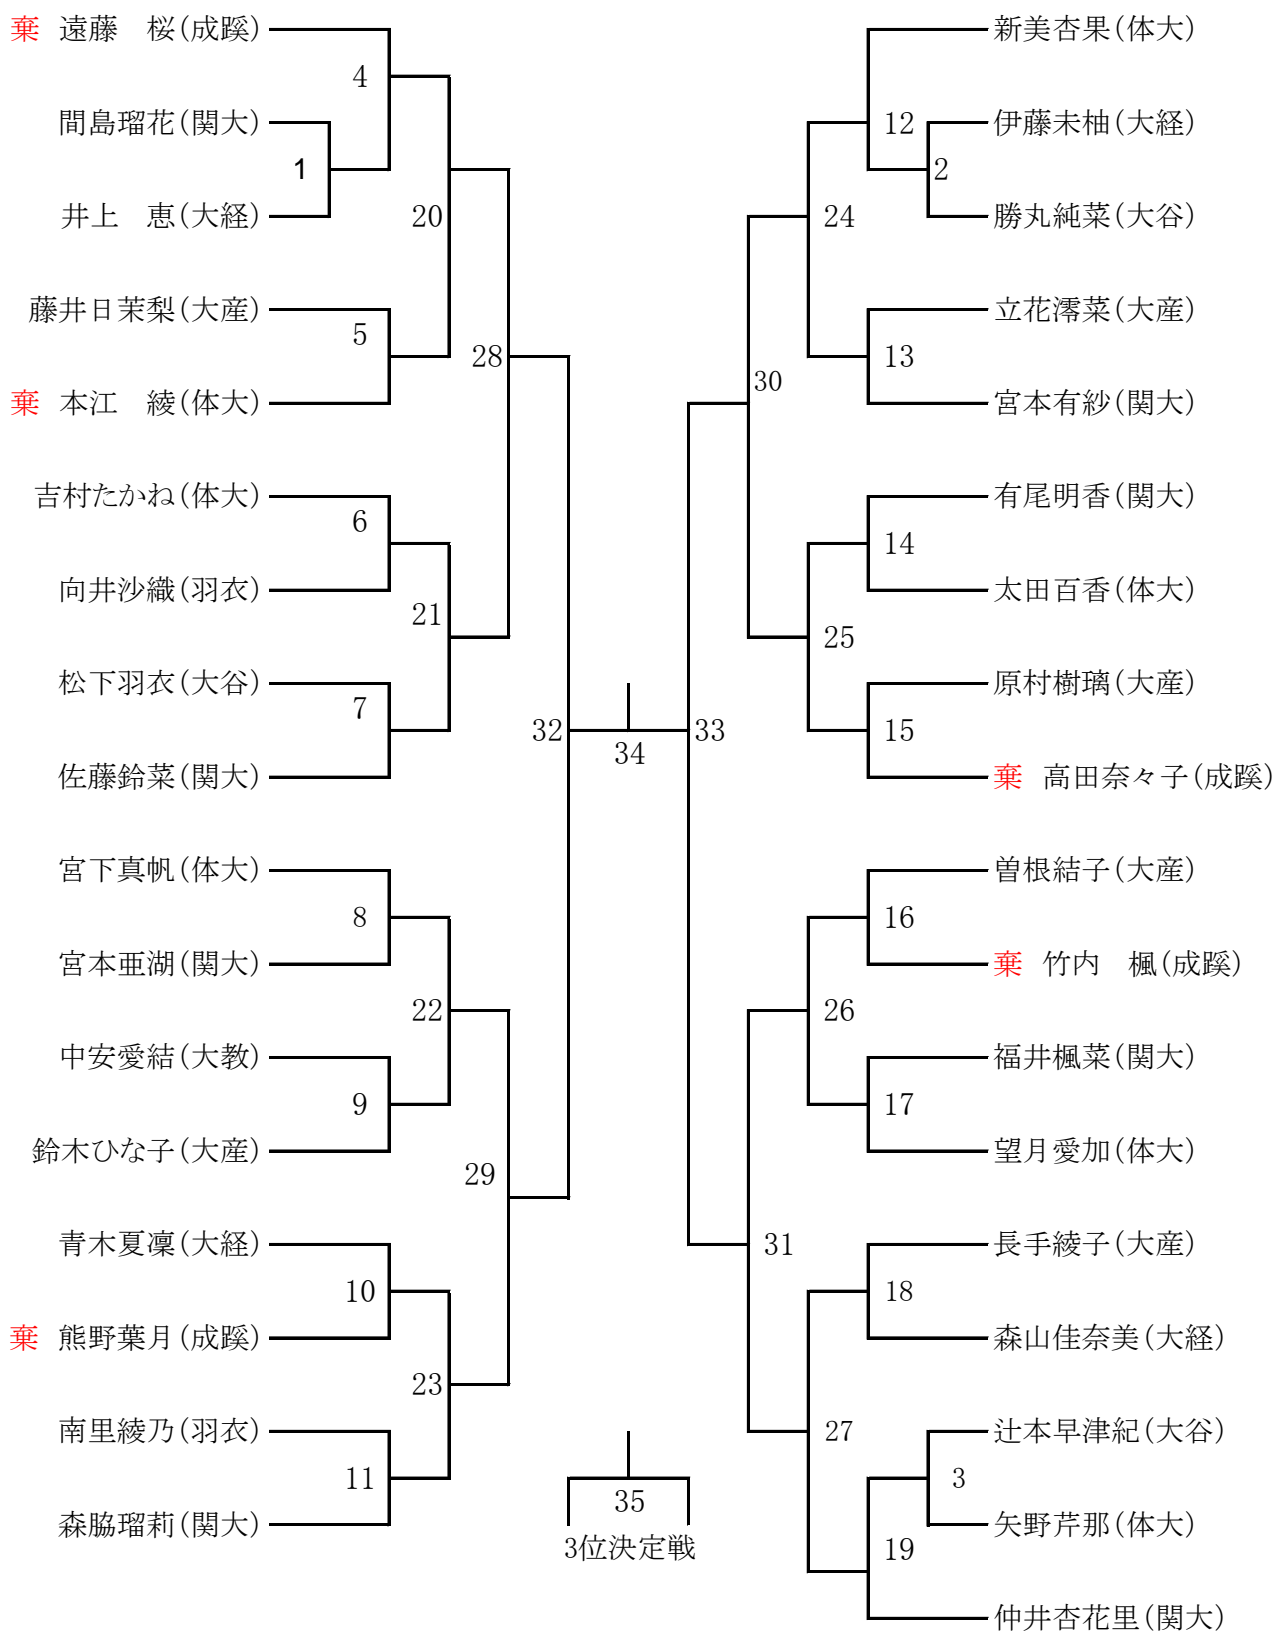 棄 遠藤　桜(成蹊)
4
間島瑠花(関大)
1
井上　恵(大経)
20
藤井日茉梨(大産)
5
28
棄 本江　綾(体大)
吉村たかね(体大)
6
向井沙織(羽衣)
21
松下羽衣(大谷)
7
32
佐藤鈴菜(関大)
宮下真帆(体大)
8
宮本亜湖(関大)
22
中安愛結(大教)
9
鈴木ひな子(大産)
29
青木夏凜(大経)
10
棄 熊野葉月(成蹊)
23
南里綾乃(羽衣)
11
森脇瑠莉(関大)
34
35
3位決定戦
新美杏果(体大)
12
伊藤未柚(大経)
2
勝丸純菜(大谷)
24
立花澪菜(大産)
13
30
宮本有紗(関大)
有尾明香(関大)
14
太田百香(体大)
25
原村樹璃(大産)
15
33
棄 高田奈々子(成蹊)
曽根結子(大産)
16
棄 竹内　楓(成蹊)
26
福井楓菜(関大)
17
望月愛加(体大)
31
長手綾子(大産)
18
森山佳奈美(大経)
27
辻本早津紀(大谷)
3
矢野芹那(体大)
19
仲井杏花里(関大)